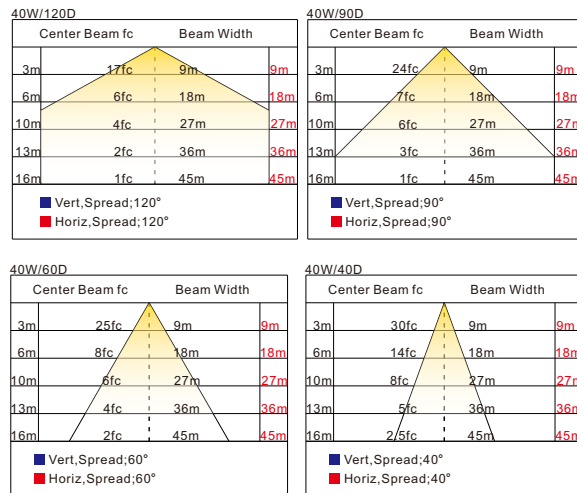 40W/120D
Center Beam fc Beam Width
3m 17fc 9m 9m
6m 6fc 18m 18m
10m 4fc 27m 27m
13m 2fc 36m 36m
16m 1fc 45m 45m
Vert,Spread;120°
Horiz,Spread;120°
40W/90D
Center Beam fc Beam Width
3m 24fc 9m 9m
6m 7fc 18m 18m
10m 6fc 27m 27m
13m 3fc 36m 36m
16m 1fc 45m 45m
Vert,Spread;90°
Horiz,Spread;90°
40W/60D
Center Beam fc Beam Width
3m 25fc 9m 9m
6m 8fc 18m 18m
10m 6fc 27m 27m
13m 4fc 36m 36m
16m 2fc 45m 45m
Vert,Spread;60°
Horiz,Spread;60°
40W/40D
Center Beam fc Beam Width
3m 30fc 9m 9m
6m 14fc 18m 18m
10m 8fc 27m 27m
13m 5fc 36m 36m
16m 2.5fc 45m 45m
Vert,Spread;40°
Horiz,Spread;40°